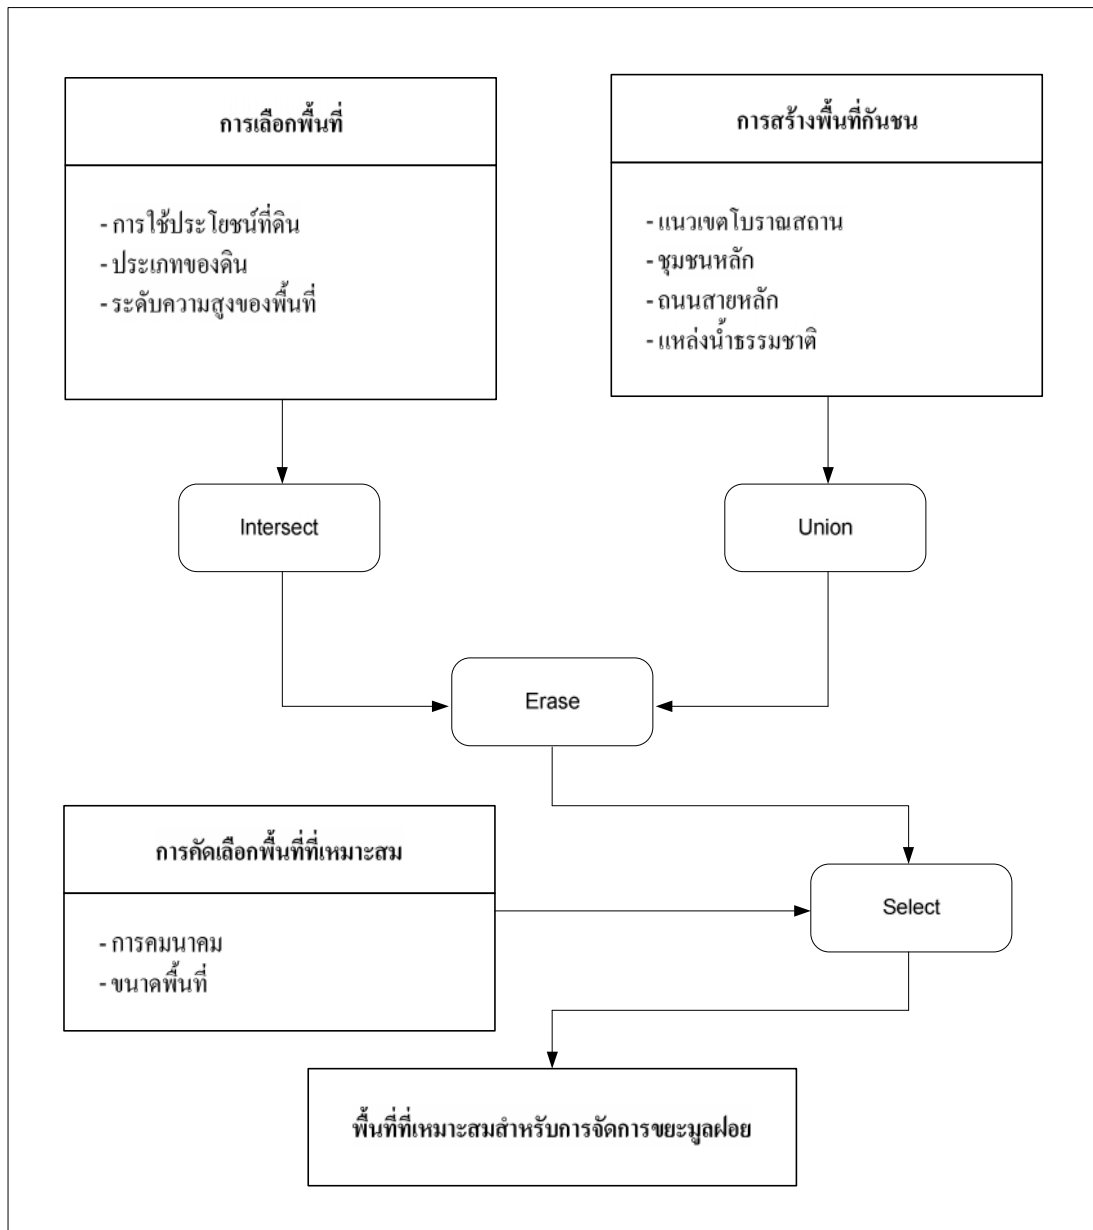 การเลือกพื้นที่
- การใช้ประโยชน์ที่ดิน
- ประเภทของดิน
- ระดับความสูงของพื้นที่
การสร้างพื้นที่กันชน
- แนวเขตโบราณสถาน
- ชุมชนหลัก
- ถนนสายหลัก
- แหล่งน้ำธรรมชาติ
Intersect
Union
Erase
การคัดเลือกพื้นที่ที่เหมาะสม
- การคมนาคม
- ขนาดพื้นที่
Select
พื้นที่ที่เหมาะสมสำหรับการจัดการขยะมูลฝอย